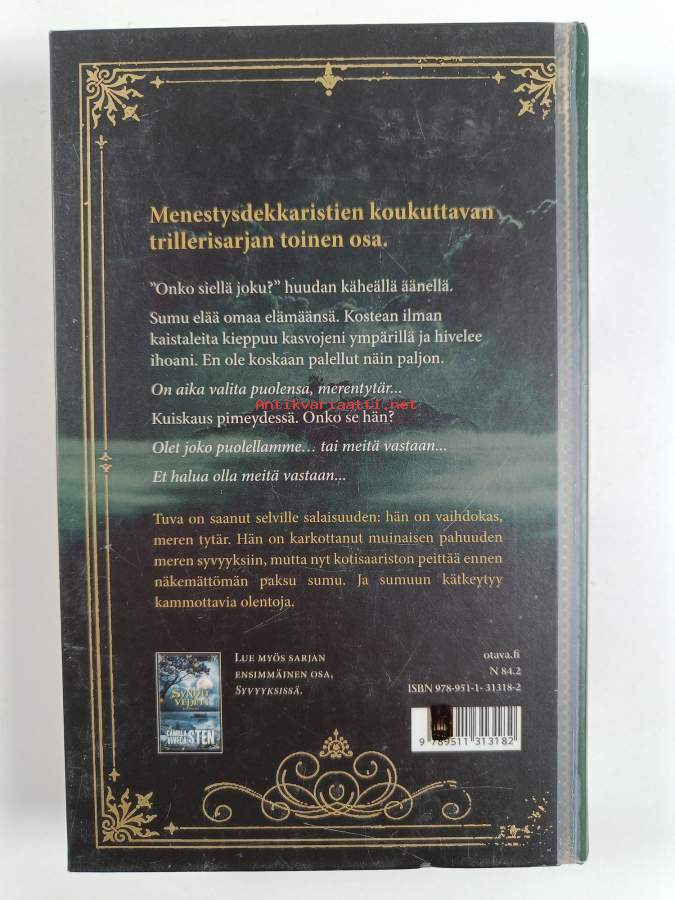 Menestysdekkaristien koukuttavan
trillerisarjan toinen osa.
”Onko siellä joku?” huudan käheällä äänellä.
Sumu elää omaa elämäänsä. Kostean ilman
kaistaleita kieppuu kasvojeni ympärillä ja hivelee
ihoani. En ole koskaan palellut näin paljon.
On aika valita puolensa, merentytär...
Antikvariaatti.net
Kuiskaus pimeydessä. Onko se hän?
Olet joko puolellamme… tai meitä vastaan...
Et halua olla meitä vastaan...
Tuva on saanut selville salaisuuden: hän on vaihdokas,
meren tytär. Hän on karkottanut muinaisen pahuuden
meren syvyyksiin, mutta nyt kotisaariston peittää ennen
näkemättömän paksu sumu. Ja sumuun kätkeytyy
kammottavia olentoja.
LUE MYÖS SARJAN
ENSIMMÄINEN OSA,
SYVYYKSISSÄ.
CAMILLA
VIVECA
STEN
otava.fi
N 84.2
ISBN 978-951-1-31318-2
9 789511 313182